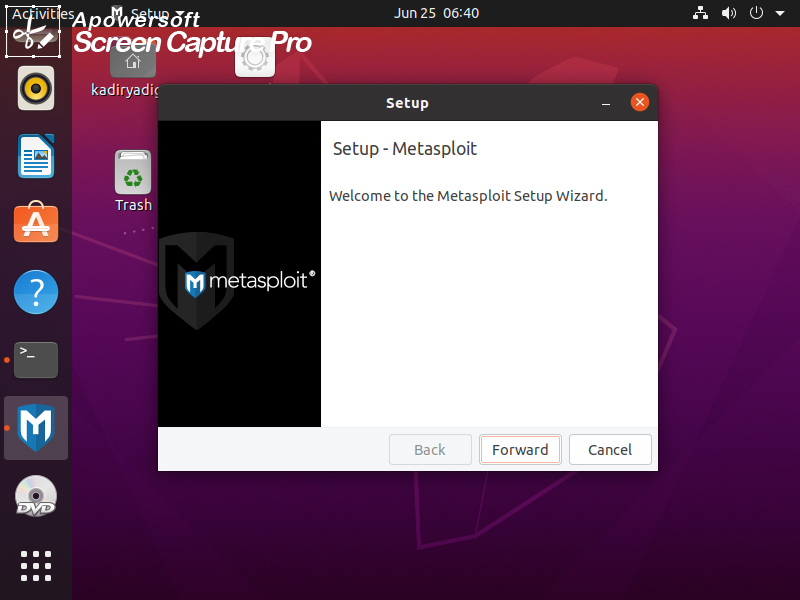 Activities
Setup
Jun 25 06:40
Apowersoft
Screen Capture Pro
kadiryadig
Trash
Setup
Setup - Metasploit
Welcome to the Metasploit Setup Wizard.
metasploit®
Back
Forward
Cancel
DVD